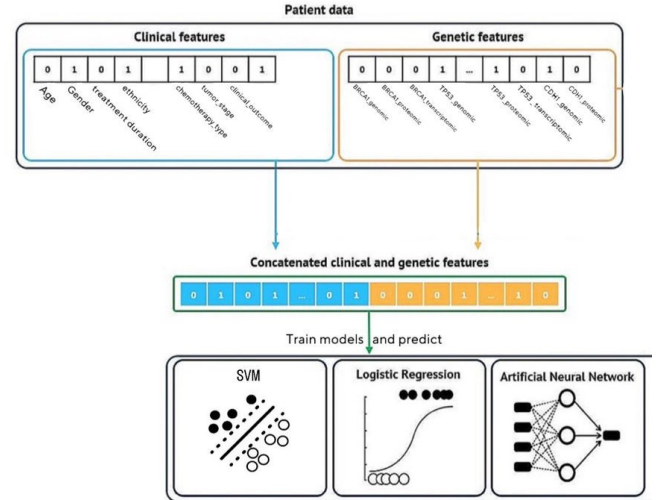 Patient data
Clinical features
Genetic features
0 1 0 1 1 0 0 1
0 0 0 1 ... 1 0 1 0
Age
Gender
treatment duration
ethnicity
chemotherapy_type
tumor_stage
clinical_outcome
BRCA1_genomic
BRCA1_proteomic
BRCA1_transcriptomic
TP53_genomic
TP53_proteomic
TP53_transcriptomic
CDH1_genomic
CDH1_proteomic
Concatenated clinical and genetic features
0 1 0 1 ... 0 1 0 0 0 1 ... 1 0
Train models and predict
SVM
Logistic Regression
Artificial Neural Network